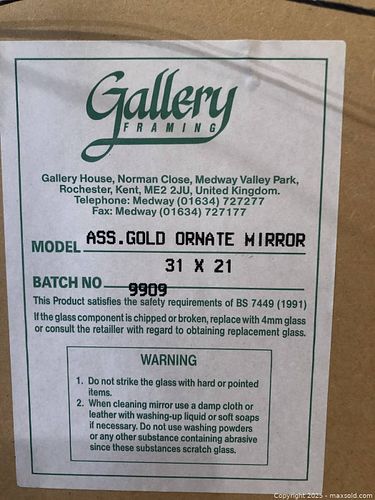 Gallery
FRAMING
Gallery House, Norman Close, Medway Valley Park,
Rochester, Kent, ME2 2JU, United Kingdom.
Telephone: Medway (01634) 727277
Fax: Medway (01634) 727177
MODEL ASS.GOLD ORNATE MIRROR
31 X 21
BATCH NO 9909
This Product satisfies the safety requirements of BS 7449 (1991)
If the glass component is chipped or broken, replace with 4mm glass
or consult the retailler with regard to obtaining replacement glass.
WARNING
1. Do not strike the glass with hard or pointed
items.
2. When cleaning mirror use a damp cloth or
leather with washing-up liquid or soft soaps
if necessary. Do not use washing powders
or any other substance containing abrasive
since these substances scratch glass.
Copyright 2025 - maxsold.com